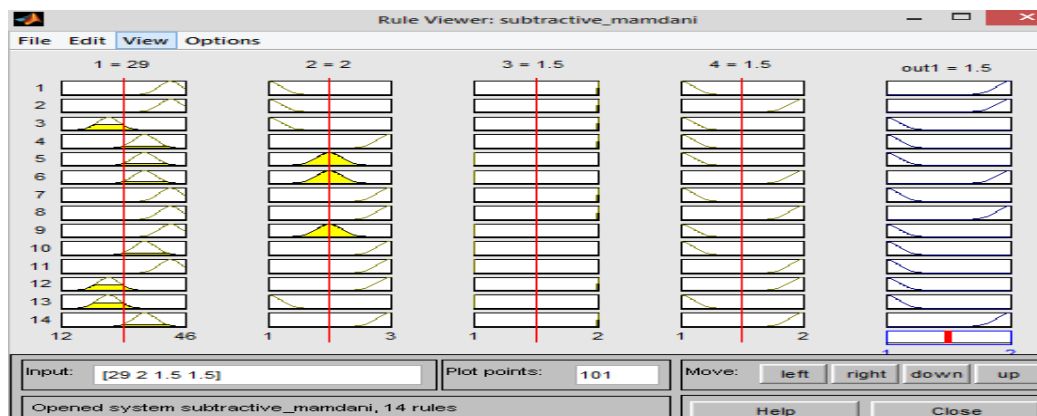 Rule Viewer: subtractive_mamdani
File Edit View Options
1 = 29 2 = 2 3 = 1.5 4 = 1.5 out1 = 1.5
1
2
3
4
5
6
7
8
9
10
11
12
13
14
12 46 1 3 1 2 1 2
1 2
Input: [29 2 1.5 1.5] Plot points: 101 Move: left right down up
Opened system subtractive_mamdani, 14 rules Help Close